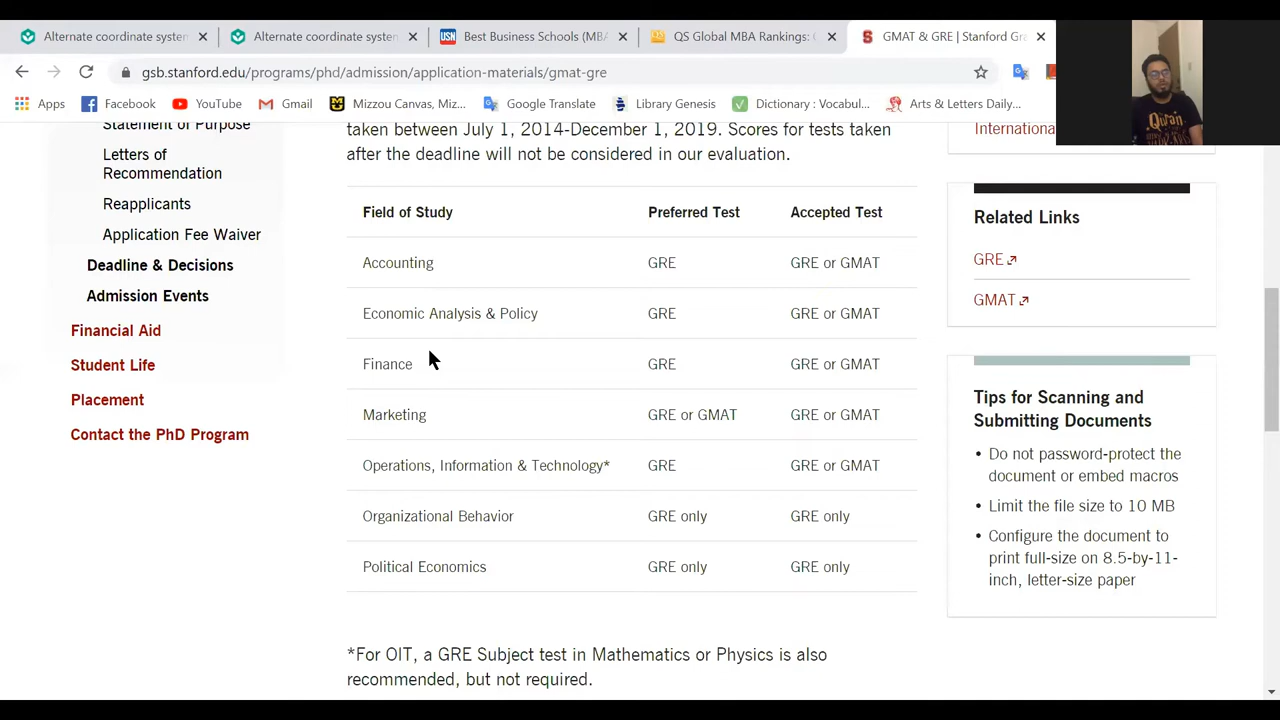 Alternate coordinate system
Alternate coordinate system
USN Best Business Schools (MBA
QS Global MBA Rankings:
GMAT & GRE | Stanford Gra
gsb.stanford.edu/programs/phd/admission/application-materials/gmat-gre
Apps
Facebook
YouTube
Gmail
Mizzou Canvas, Miz...
Google Translate
Library Genesis
Dictionary : Vocabul...
Arts & Letters Daily...
Quran
Statement of Purpose
Letters of
Recommendation
Reapplicants
Application Fee Waiver
Deadline & Decisions
Admission Events
Financial Aid
Student Life
Placement
Contact the PhD Program
taken between July 1, 2014-December 1, 2019. Scores for tests taken
after the deadline will not be considered in our evaluation.
Field of Study Preferred Test Accepted Test
Accounting GRE GRE or GMAT
Economic Analysis & Policy GRE GRE or GMAT
Finance GRE GRE or GMAT
Marketing GRE or GMAT GRE or GMAT
Operations, Information & Technology* GRE GRE or GMAT
Organizational Behavior GRE only GRE only
Political Economics GRE only GRE only
*For OIT, a GRE Subject test in Mathematics or Physics is also
recommended, but not required.
International
Related Links
GRE
GMAT
Tips for Scanning and
Submitting Documents
• Do not password-protect the
document or embed macros
• Limit the file size to 10 MB
• Configure the document to
print full-size on 8.5-by-11-
inch, letter-size paper